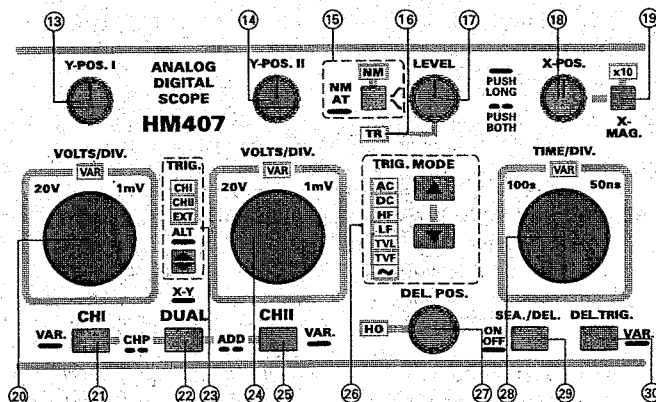 13 14 15 16 17 18 19
Y-POS. I
ANALOG
DIGITAL
SCOPE
HM407
Y-POS. II
NM
AT
NM
TR
LEVEL
PUSH
LONG
PUSH
BOTH
X-POS.
x10
X-
MAG.
VOLTS/DIV.
VAR
20V 1mV
TRIG.
CHI
CHII
EXT
ALT
VOLTS/DIV.
VAR
20V 1mV
TRIG. MODE
AC
DC
HF
LF
TVL
TVF
~
TIME/DIV.
VAR
100s 50ns
X-Y
CHI
DUAL
CHII
VAR.
CHP
ADD
VAR.
DEL. POS.
HO
ON
OFF
SEA./DEL.
DEL.TRIG.
VAR.
20 21 22 23 24 25 26 27 28 29 30